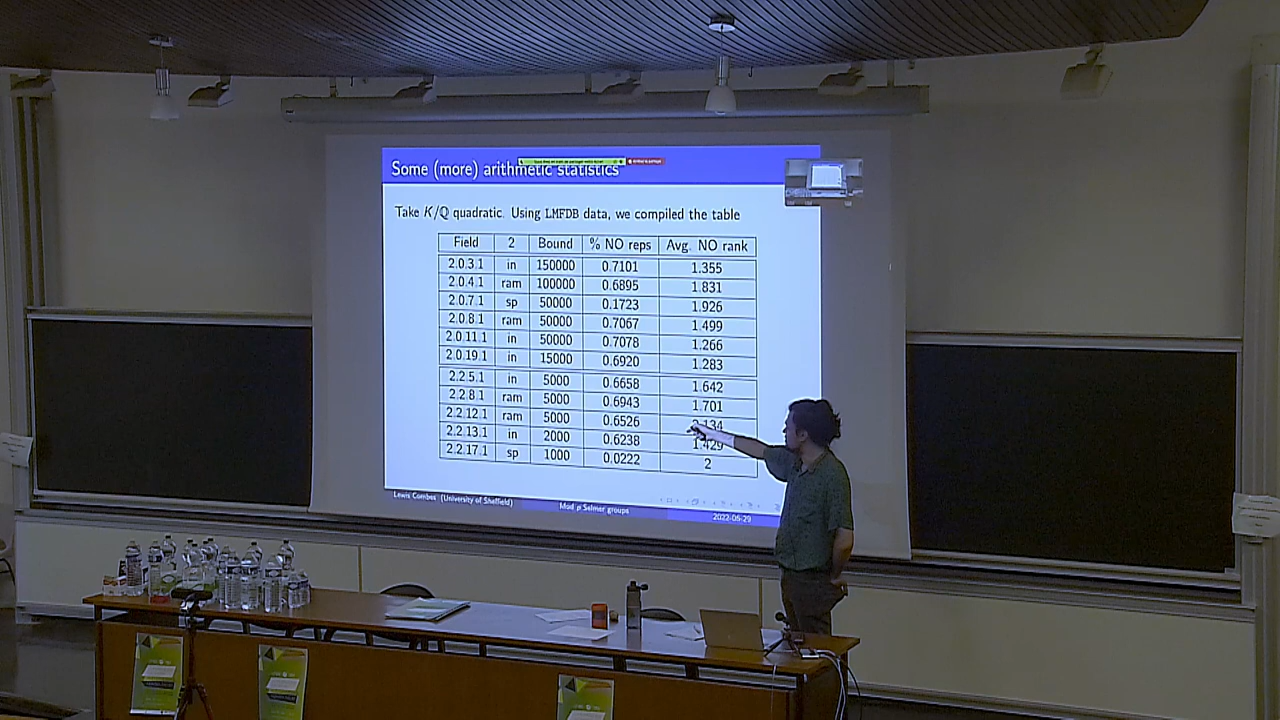 Some (more) arithmetic statistics
Take K/Q quadratic. Using LMFDB data, we compiled the table
Field 2 Bound % NO reps Avg. NO rank
2.0.3.1 in 150000 0.7101 1.355
2.0.4.1 ram 100000 0.6895 1.831
2.0.7.1 sp 50000 0.1723 1.926
2.0.8.1 ram 50000 0.7067 1.499
2.0.11.1 in 50000 0.7078 1.266
2.0.19.1 in 15000 0.6920 1.283
2.2.5.1 in 5000 0.6658 1.642
2.2.8.1 ram 5000 0.6943 1.701
2.2.12.1 ram 5000 0.6526
2.2.13.1 in 2000 0.6238 1.429
2.2.17.1 sp 1000 0.0222 2
Lewis Combes (University of Sheffield) Mod p Selmer groups 2022-06-29